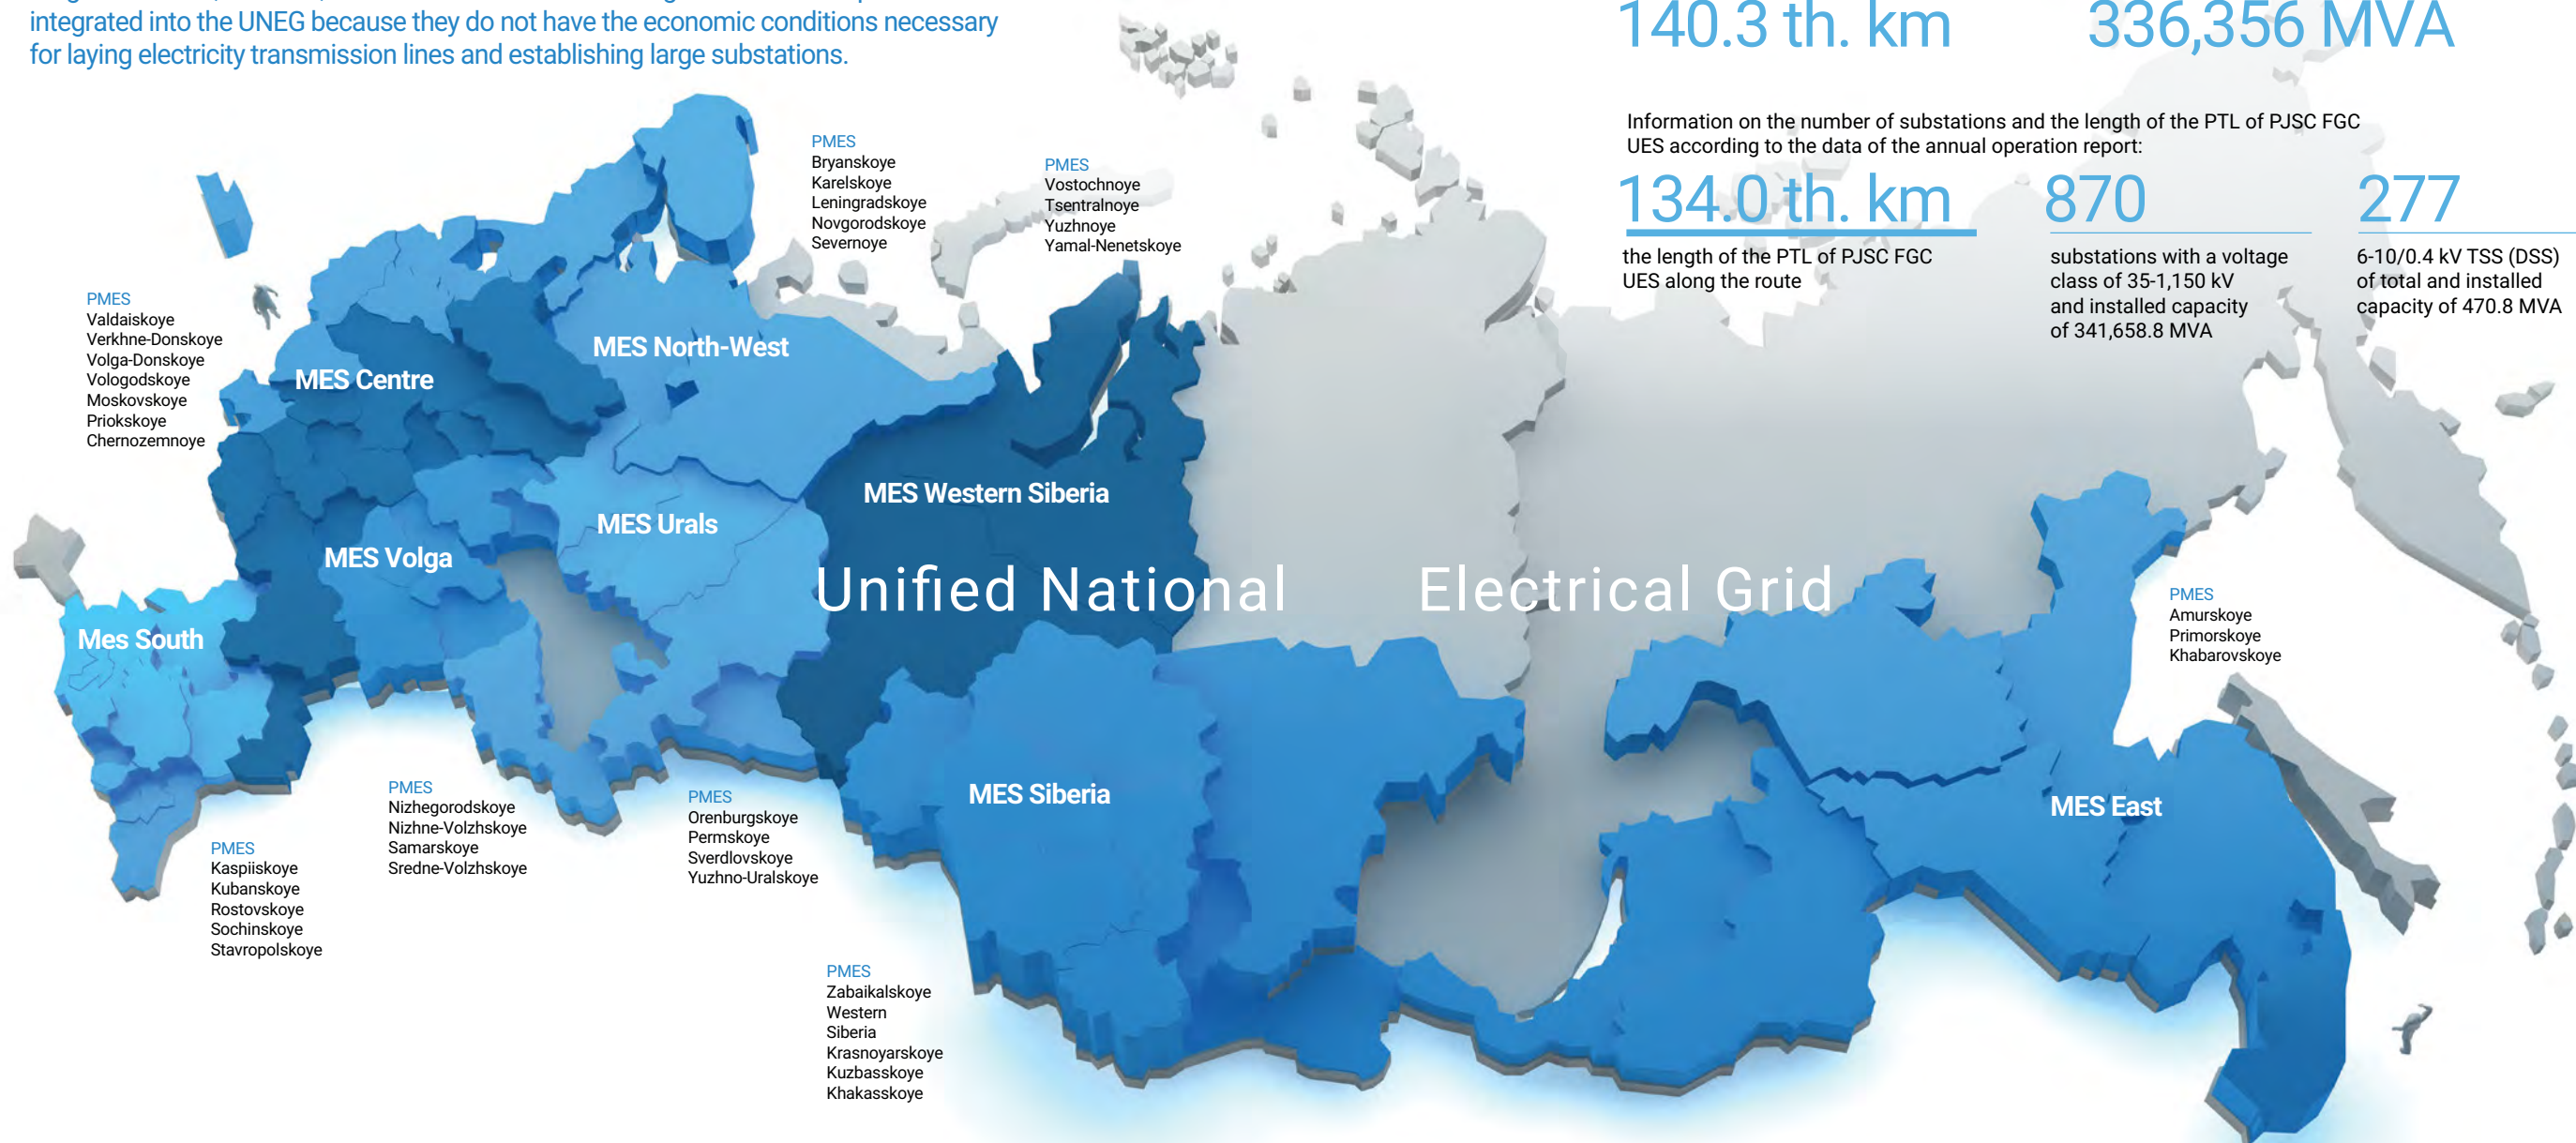 integrated into the UNEG because they do not have the economic conditions necessary
for laying electricity transmission lines and establishing large substations.
140.3 th. km
336,356 MVA
Information on the number of substations and the length of the PTL of PJSC FGC
UES according to the data of the annual operation report:
134.0 th. km
the length of the PTL of PJSC FGC
UES along the route
870
substations with a voltage
class of 35-1,150 kV
and installed capacity
of 341,658.8 MVA
277
6-10/0.4 kV TSS (DSS)
of total and installed
capacity of 470.8 MVA
PMES
Bryanskoye
Karelskoye
Leningradskoye
Novgorodskoye
Severnoye
PMES
Vostochnoye
Tsentralnoye
Yuzhnoye
Yamal-Nenetskoye
PMES
Valdaiskoye
Verkhne-Donskoye
Volga-Donskoye
Vologodskoye
Moskovskoye
Priokskoye
Chernozemnoye
MES North-West
MES Centre
MES Western Siberia
MES Urals
MES Volga
Unified National Electrical Grid
Mes South
PMES
Amurskoye
Primorskoye
Khabarovskoye
MES Siberia
MES East
PMES
Nizhegorodskoye
Nizhne-Volzhskoye
Samarskoye
Sredne-Volzhskoye
PMES
Orenburgskoye
Permskoye
Sverdlovskoye
Yuzhno-Uralskoye
PMES
Kaspiiskoye
Kubanskoye
Rostovskoye
Sochinskoye
Stavropolskoye
PMES
Zabaikalskoye
Western
Siberia
Krasnoyarskoye
Kuzbasskoye
Khakasskoye